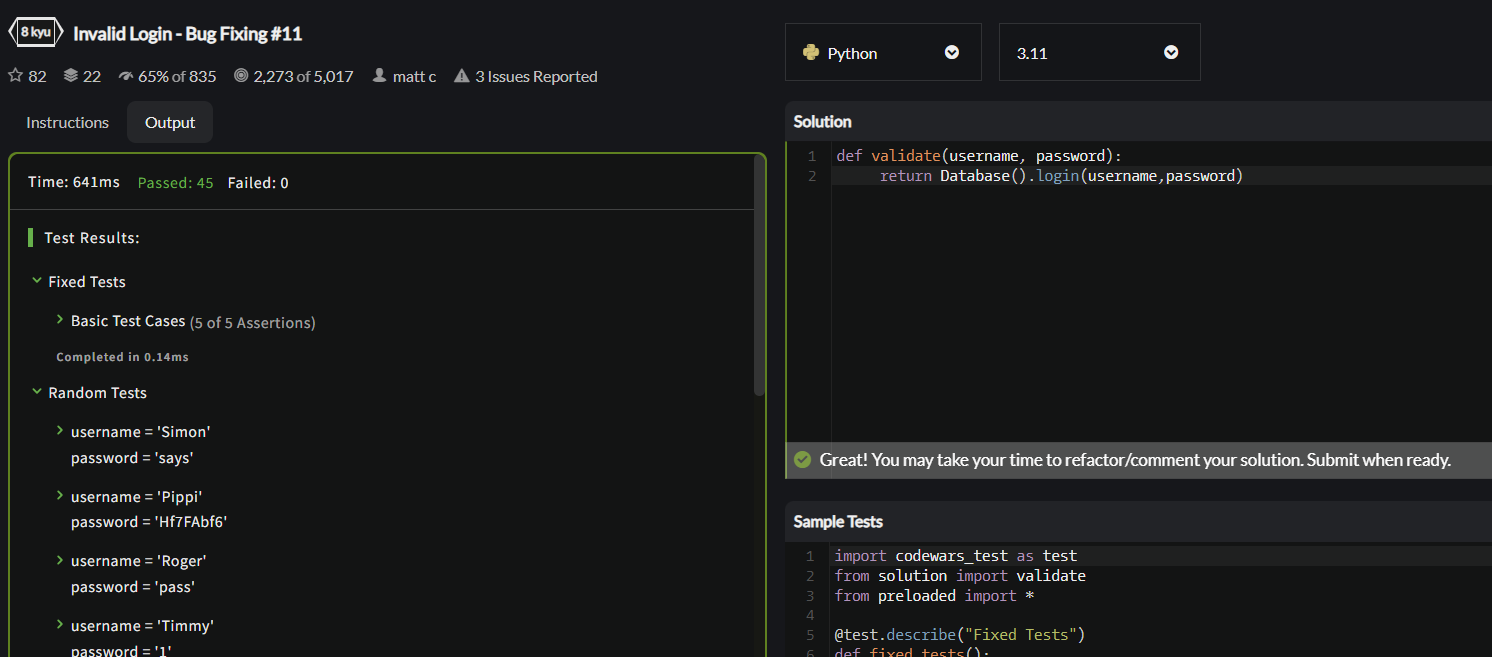 8 kyu Invalid Login - Bug Fixing #11
82 22 65% of 835 2,273 of 5,017 matt c 3 Issues Reported
Instructions Output
Time: 641ms Passed: 45 Failed: 0
Test Results:
Fixed Tests
Basic Test Cases (5 of 5 Assertions)
Completed in 0.14ms
Random Tests
username = 'Simon'
password = 'says'
username = 'Pippi'
password = 'Hf7FAbf6'
username = 'Roger'
password = 'pass'
username = 'Timmy'
password = '1'
Python 3.11
Solution
1 def validate(username, password):
2 return Database().login(username,password)
Great! You may take your time to refactor/comment your solution. Submit when ready.
Sample Tests
1 import codewars_test as test
2 from solution import validate
3 from preloaded import *
4
5 @test.describe("Fixed Tests")
6 def fixed_tests():